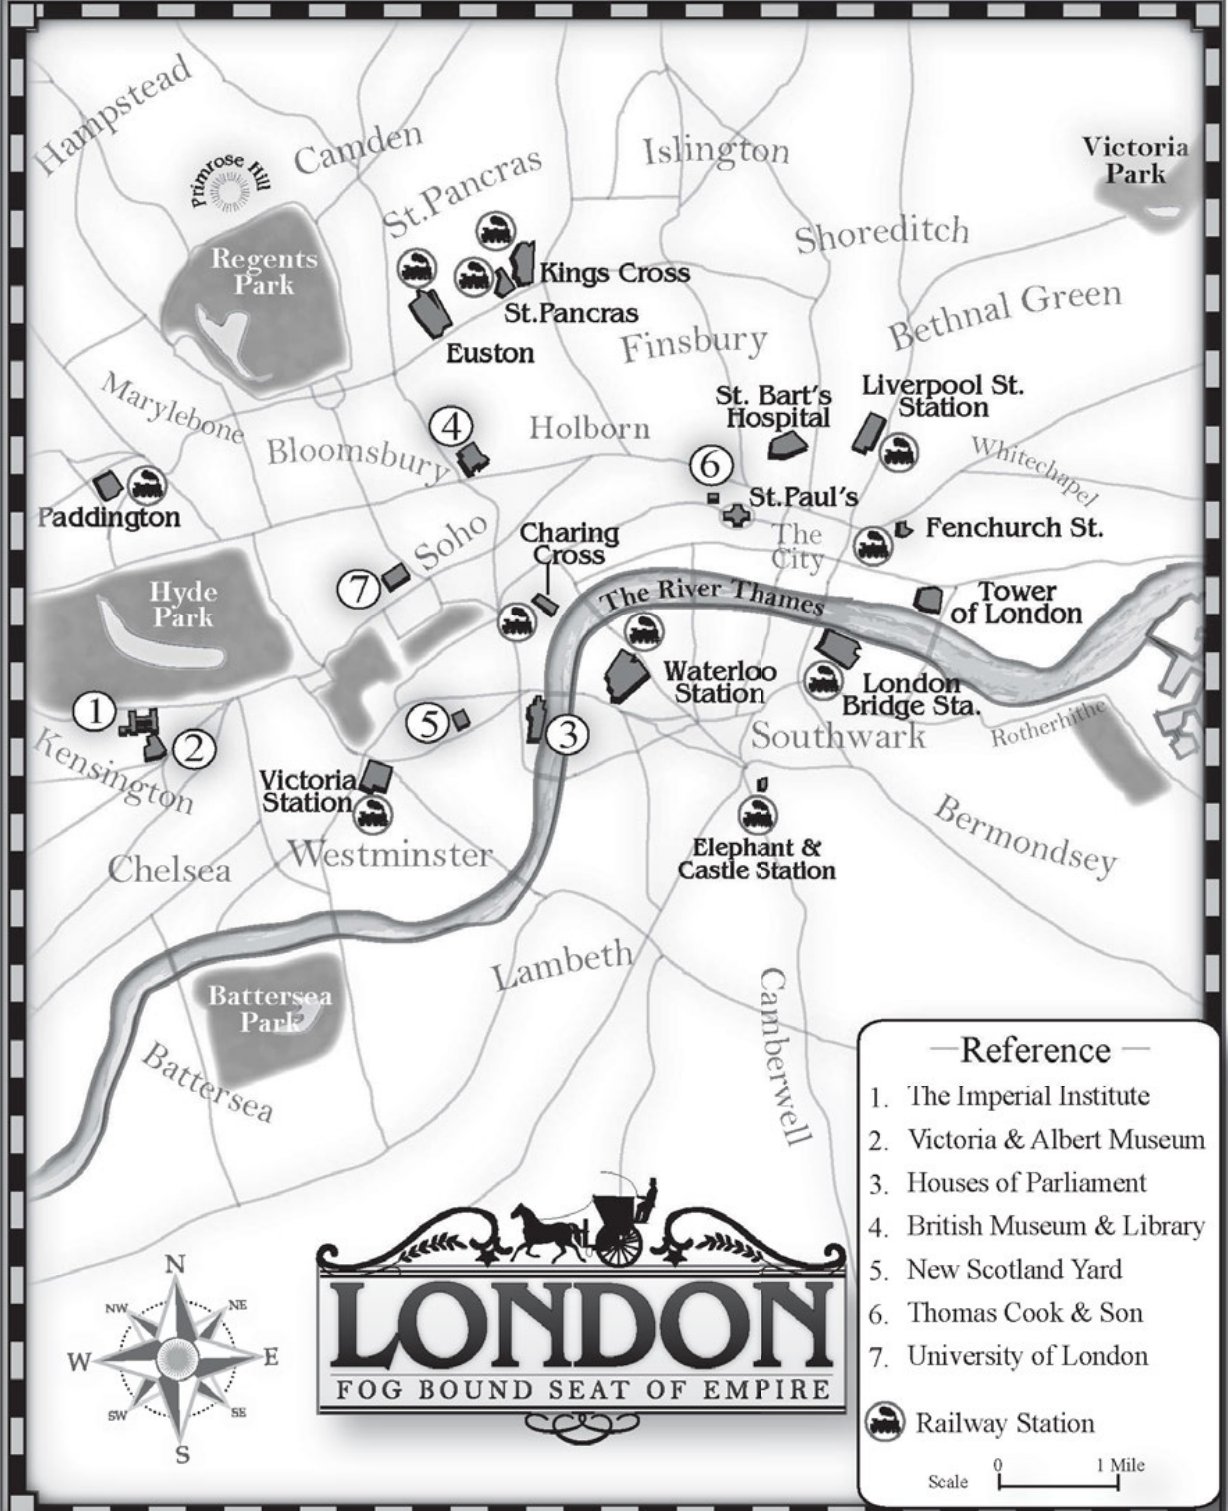 Hampstead
Primrose Hill
Camden
St.Pancras
Islington
Victoria
Park
Shoreditch
Regents
Park
Kings Cross
St.Pancras
Euston
Finsbury
Bethnal Green
Marylebone
Bloomsbury
4
Holborn
St. Bart's
Hospital
Liverpool St.
Station
Whitechapel
6
St.Paul's
The
City
Fenchurch St.
Paddington
Soho
Charing
Cross
7
Hyde
Park
The River Thames
Tower
of London
Waterloo
Station
London
Bridge Sta.
1
2
Kensington
5
3
Southwark
Rotherhithe
Victoria
Station
Elephant &
Castle Station
Bermondsey
Chelsea
Westminster
Lambeth
Camberwell
Battersea
Park
Battersea
Reference
1. The Imperial Institute
2. Victoria & Albert Museum
3. Houses of Parliament
4. British Museum & Library
5. New Scotland Yard
6. Thomas Cook & Son
7. University of London
Railway Station
0 1 Mile
Scale
N
NW NE
W E
SW SE
S
LONDON
FOG BOUND SEAT OF EMPIRE